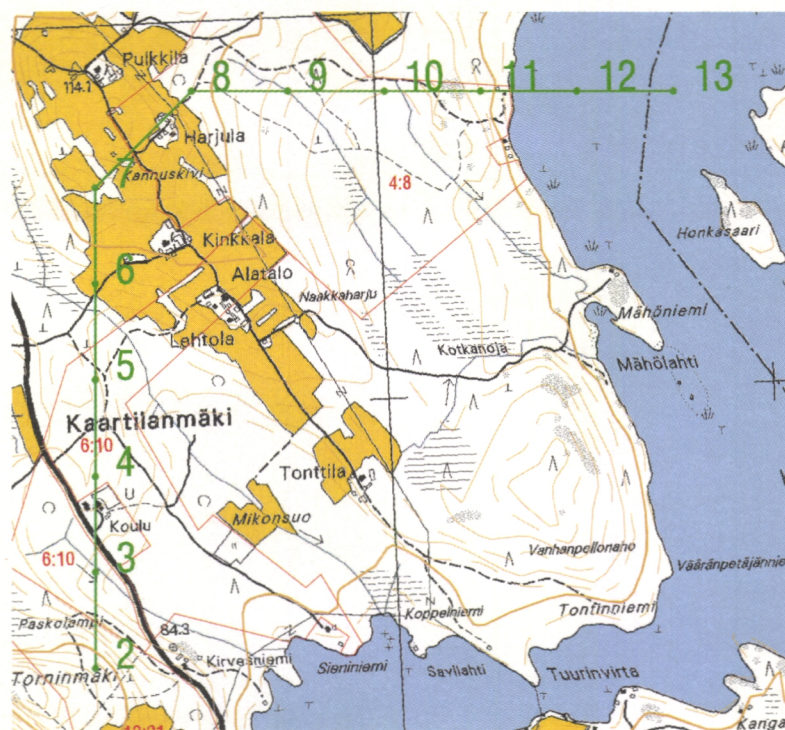 Pulkkila
114.1
8 9 10 11 12 13
Harjula
7
Kannuskivi
4:8
Honkasaari
Kinkkala
6
Alatalo
Naakkaharju
Mähöniemi
Lehtola
Kotkanoja
Mähölahti
5
Kaartilanmäki
6:10
4
Tonttila
U
Koulu
Mikonsuo
3
6:10
Vanhanpellonaho
Vääränpetäjännie
Koppelniemi
Tontinniemi
Paskolampi
84.3
2
Kirvesniemi
Torninmäki
Sieniniemi
Savilahti
Tuurinvirta
Kanga